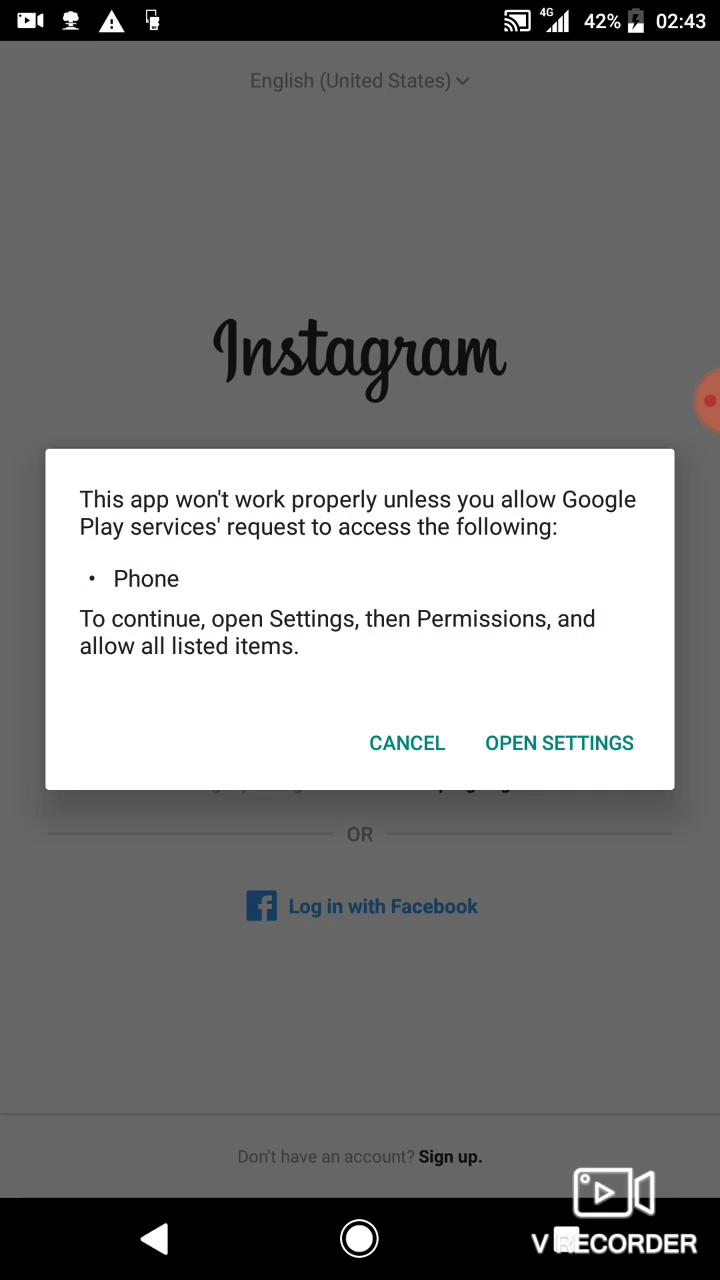 4G 42% 02:43
English (United States)
Instagram
This app won't work properly unless you allow Google
Play services' request to access the following:
• Phone
To continue, open Settings, then Permissions, and
allow all listed items.
CANCEL OPEN SETTINGS
OR
Log in with Facebook
Don't have an account? Sign up.
V RECORDER